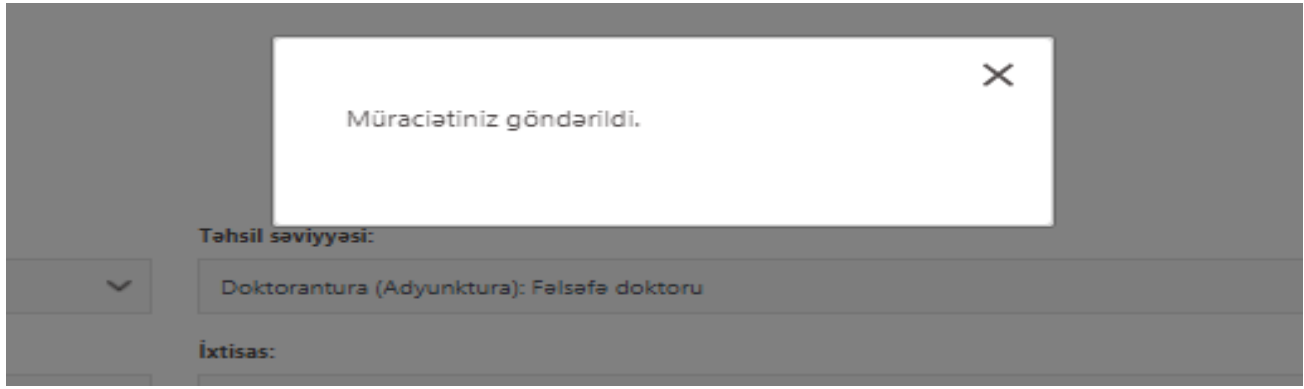 Müraciətiniz göndərildi.
Təhsil səviyyəsi:
Doktorantura (Adyunktura): Fəlsəfə doktoru
İxtisas: